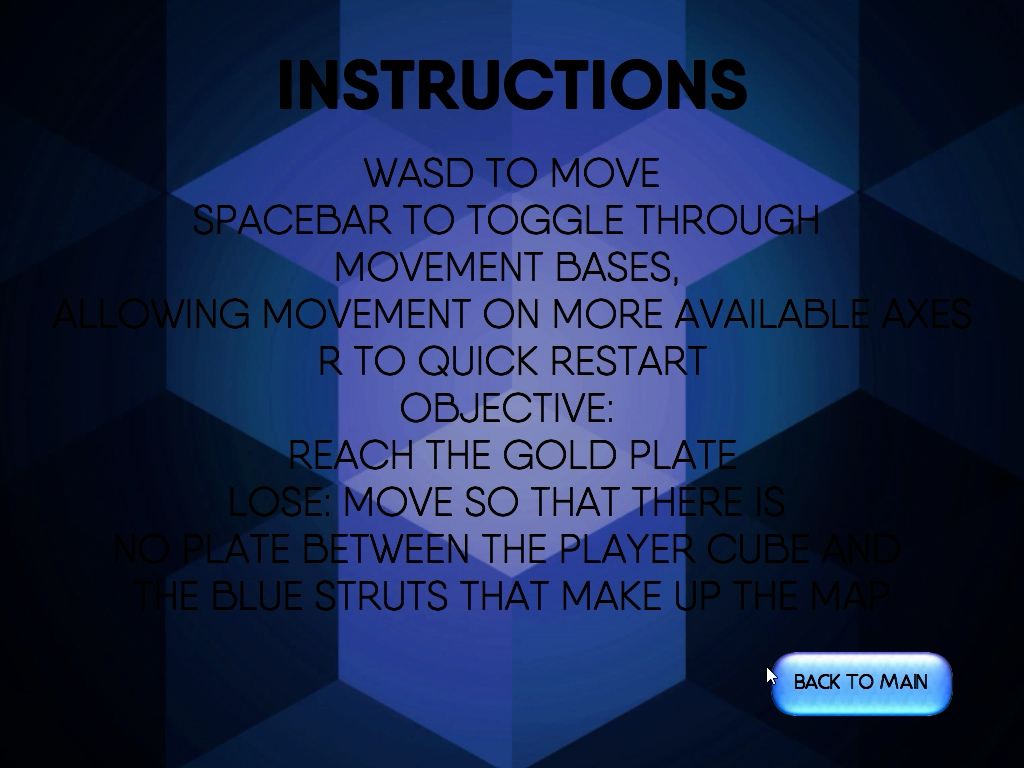 INSTRUCTIONS
WASD TO MOVE
SPACEBAR TO TOGGLE THROUGH
MOVEMENT BASES,
ALLOWING MOVEMENT ON MORE AVAILABLE AXES
R TO QUICK RESTART
OBJECTIVE:
REACH THE GOLD PLATE
LOSE: MOVE SO THAT THERE IS
NO PLATE BETWEEN THE PLAYER CUBE AND
THE BLUE STRUTS THAT MAKE UP THE MAP
BACK TO MAIN